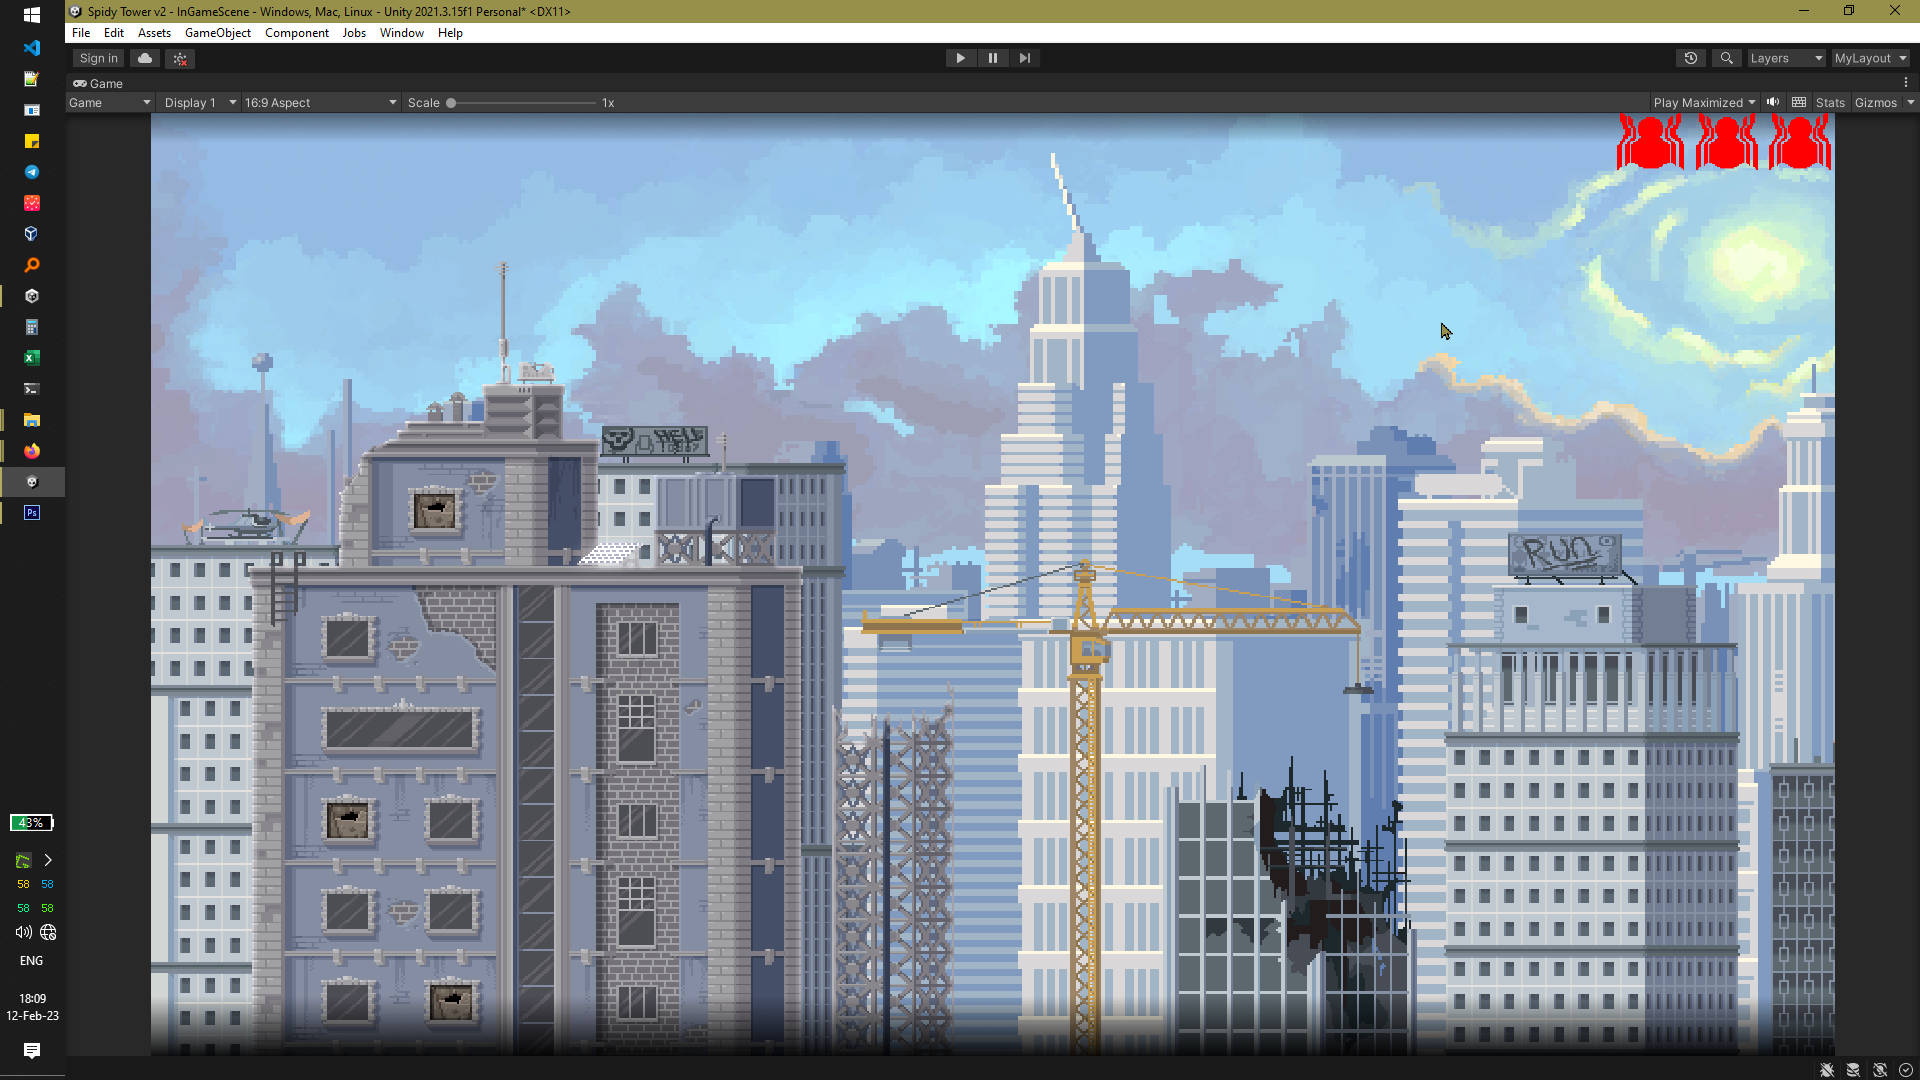 Spidy Tower v2 - InGameScene - Windows, Mac, Linux - Unity 2021.3.15f1 Personal* <DX11>
File Edit Assets GameObject Component Jobs Window Help
Sign in
Layers
MyLayout
Game
Game
Display 1
16:9 Aspect
Scale
1x
Play Maximized
Stats
Gizmos
HELP
RUN
Ps
43%
58 58
58 58
ENG
18:09
12-Feb-23